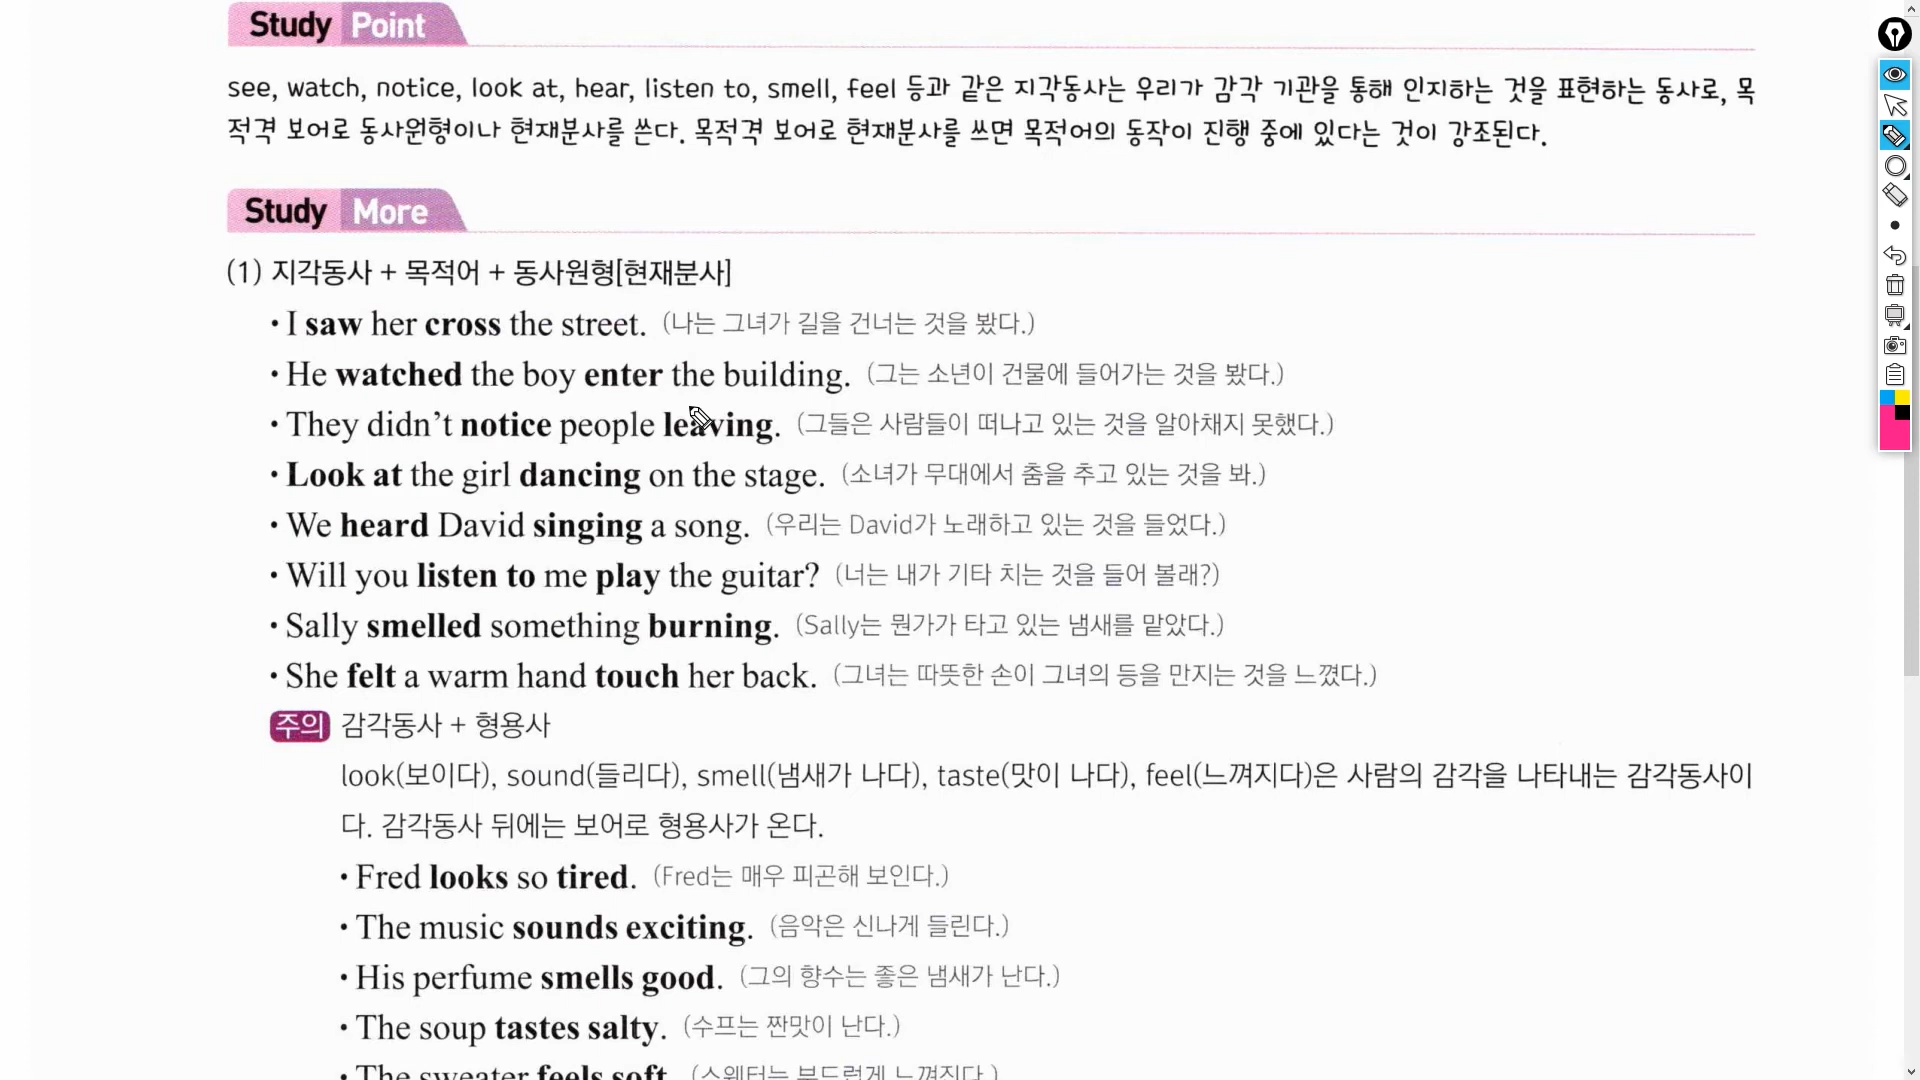 Study Point
see, watch, notice, look at, hear, listen to, smell, feel 등과 같은 지각동사는 우리가 감각 기관을 통해 인지하는 것을 표현하는 동사로, 목
적격 보어로 동사원형이나 현재분사를 쓴다. 목적격 보어로 현재분사를 쓰면 목적어의 동작이 진행 중에 있다는 것이 강조된다.
Study More
(1) 지각동사 + 목적어 + 동사원형[현재분사]
• I saw her cross the street. (나는 그녀가 길을 건너는 것을 봤다.)
• He watched the boy enter the building. (그는 소년이 건물에 들어가는 것을 봤다.)
• They didn’t notice people leaving. (그들은 사람들이 떠나고 있는 것을 알아채지 못했다.)
• Look at the girl dancing on the stage. (소녀가 무대에서 춤을 추고 있는 것을 봐.)
• We heard David singing a song. (우리는 David가 노래하고 있는 것을 들었다.)
• Will you listen to me play the guitar? (너는 내가 기타 치는 것을 들어 볼래?)
• Sally smelled something burning. (Sally는 뭔가가 타고 있는 냄새를 맡았다.)
• She felt a warm hand touch her back. (그녀는 따뜻한 손이 그녀의 등을 만지는 것을 느꼈다.)
주의 감각동사 + 형용사
look(보이다), sound(들리다), smell(냄새가 나다), taste(맛이 나다), feel(느껴지다)은 사람의 감각을 나타내는 감각동사이
다. 감각동사 뒤에는 보어로 형용사가 온다.
• Fred looks so tired. (Fred는 매우 피곤해 보인다.)
• The music sounds exciting. (음악은 신나게 들린다.)
• His perfume smells good. (그의 향수는 좋은 냄새가 난다.)
• The soup tastes salty. (수프는 짠맛이 난다.)
• The sweater feels soft. (스웨터는 부드럽게 느껴진다.)